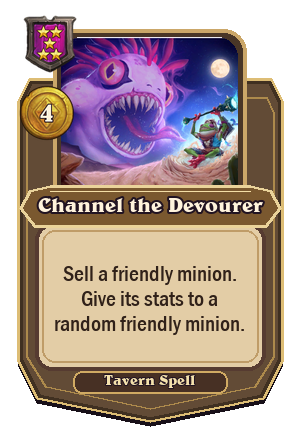 4
Channel the Devourer
Sell a friendly minion.
Give its stats to a
random friendly minion.
Tavern Spell